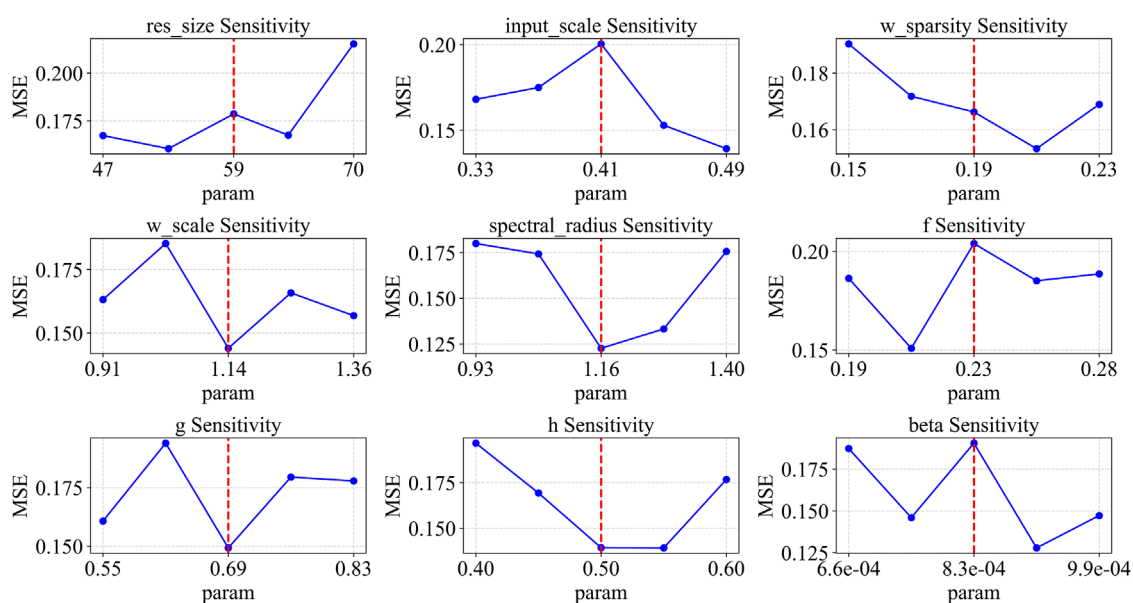 res_size Sensitivity
MSE
0.200
0.175
47 59 70
param
input_scale Sensitivity
MSE
0.20
0.15
0.33 0.41 0.49
param
w_sparsity Sensitivity
MSE
0.18
0.16
0.15 0.19 0.23
param
w_scale Sensitivity
MSE
0.175
0.150
0.91 1.14 1.36
param
spectral_radius Sensitivity
MSE
0.175
0.150
0.125
0.93 1.16 1.40
param
f Sensitivity
MSE
0.20
0.15
0.19 0.23 0.28
param
g Sensitivity
MSE
0.175
0.150
0.55 0.69 0.83
param
h Sensitivity
MSE
0.175
0.150
0.40 0.50 0.60
param
beta Sensitivity
MSE
0.175
0.150
0.125
6.6e-04 8.3e-04 9.9e-04
param